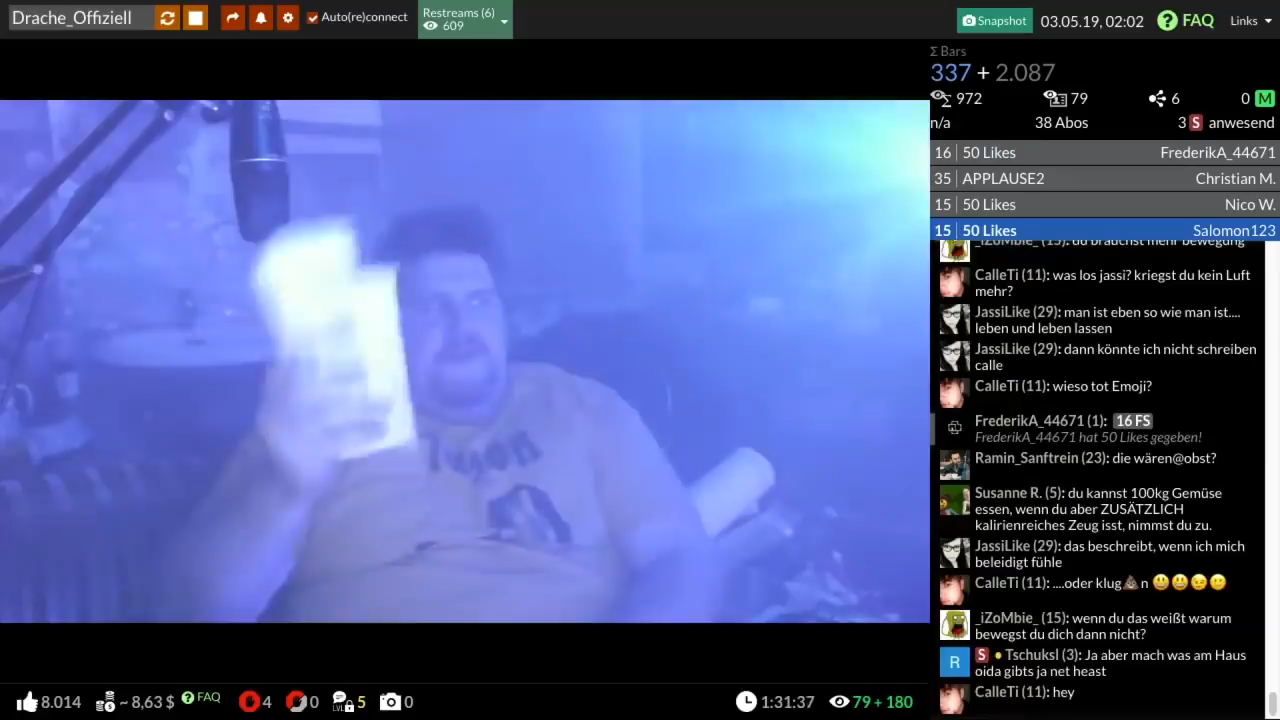 Drache_Offiziell
Auto(re)connect
Restreams (6)
609
Snapshot
03.05.19, 02:02
FAQ
Links
Σ Bars
337 + 2.087
972
79
6
0 M
n/a
38 Abos
3 S anwesend
16 50 Likes FrederikA_44671
35 APPLAUSE2 Christian M.
15 50 Likes Nico W.
15 50 Likes Salomon123
_iZoMbie_ (15): du brauchst mehr bewegung
CalleTi (11): was los jassi? kriegst du kein Luft
mehr?
JassiLike (29): man ist eben so wie man ist....
leben und leben lassen
JassiLike (29): dann könnte ich nicht schreiben
calle
CalleTi (11): wieso tot Emoji?
FrederikA_44671 (1): 16 FS
FrederikA_44671 hat 50 Likes gegeben!
Ramin_Sanftrein (23): die wären@obst?
Susanne R. (5): du kannst 100kg Gemüse
essen, wenn du aber ZUSÄTZLICH
kalirienreiches Zeug isst, nimmst du zu.
JassiLike (29): das beschreibt, wenn ich mich
beleidigt fühle
CalleTi (11): ....oder klug💩n 😃😃😏🙂
_iZoMbie_ (15): wenn du das weißt warum
bewegst du dich dann nicht?
R
S Tschuksl (3): Ja aber mach was am Haus
oida gibts ja net heast
CalleTi (11): hey
8.014
~ 8,63 $
FAQ
4
0
LVL
5
0
1:31:37
79 + 180